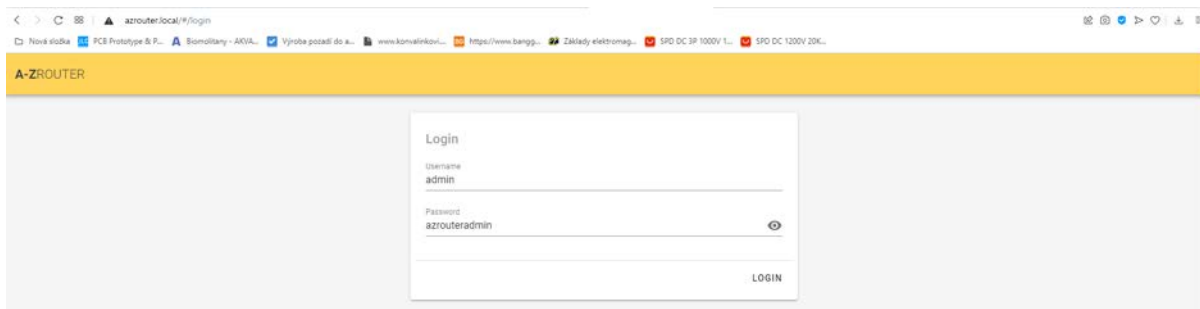 azrouter.local/#/login
Nová složka PCB Prototype & P... Biomolitany - AKVA... Výroba pozadí do a... www.konvalinkovi... https://www.bangg... Základy elektromag... SPD DC 3P 1000V 1... SPD DC 1200V 20K...
A-ZROUTER
Login
Username
admin
Password
azrouteradmin
LOGIN